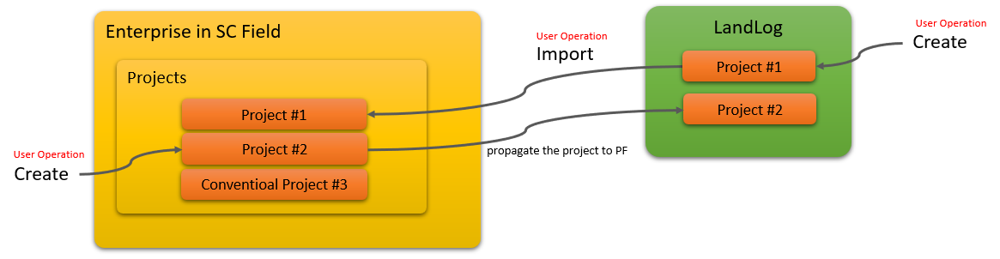 Enterprise in SC Field
Projects
Project #1
Project #2
Conventioal Project #3
User Operation
Create
User Operation
Import
propagate the project to PF
LandLog
Project #1
Project #2
User Operation
Create